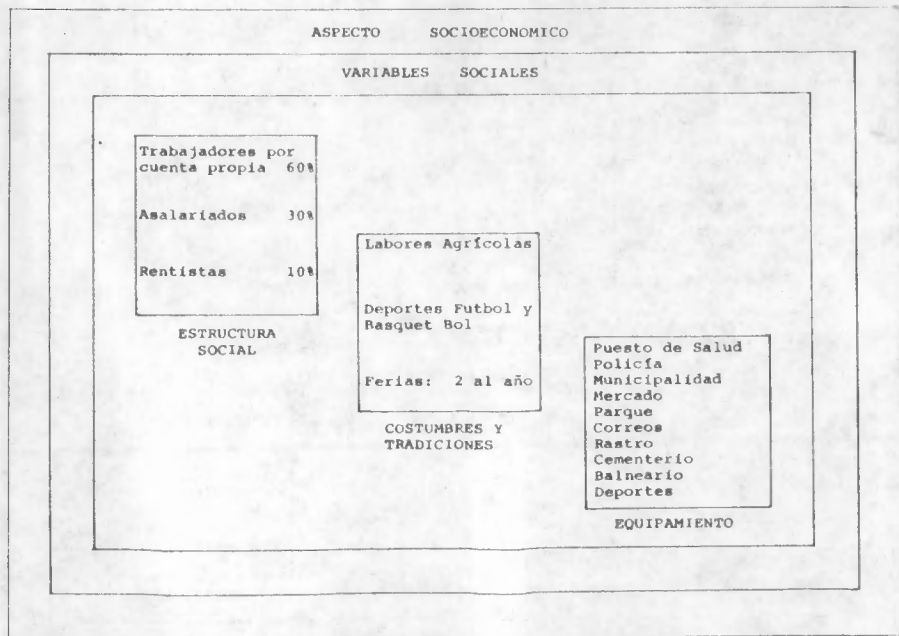 ASPECTO SOCIOECONOMICO
VARIABLES SOCIALES
Trabajadores por
cuenta propia 60%
Asalariados 30%
Rentistas 10%
ESTRUCTURA
SOCIAL
Labores Agrícolas
Deportes Futbol y
Basquet Bol
Ferias: 2 al año
COSTUMBRES Y
TRADICIONES
Puesto de Salud
Policía
Municipalidad
Mercado
Parque
Correos
Rastro
Cementerio
Balneario
Deportes
EQUIPAMIENTO